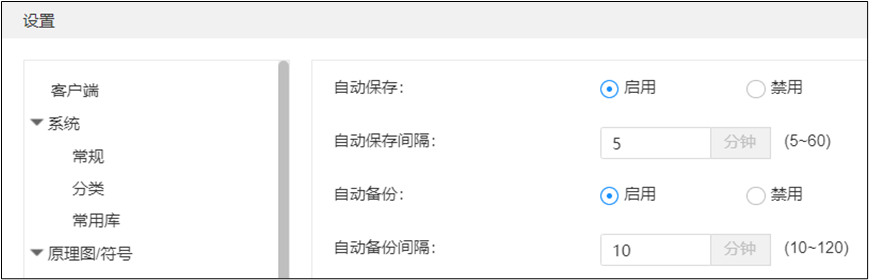 设置
客户端
系统
常规
分类
常用库
原理图/符号
自动保存： 启用 禁用
自动保存间隔： 5 分钟 (5~60)
自动备份： 启用 禁用
自动备份间隔： 10 分钟 (10~120)